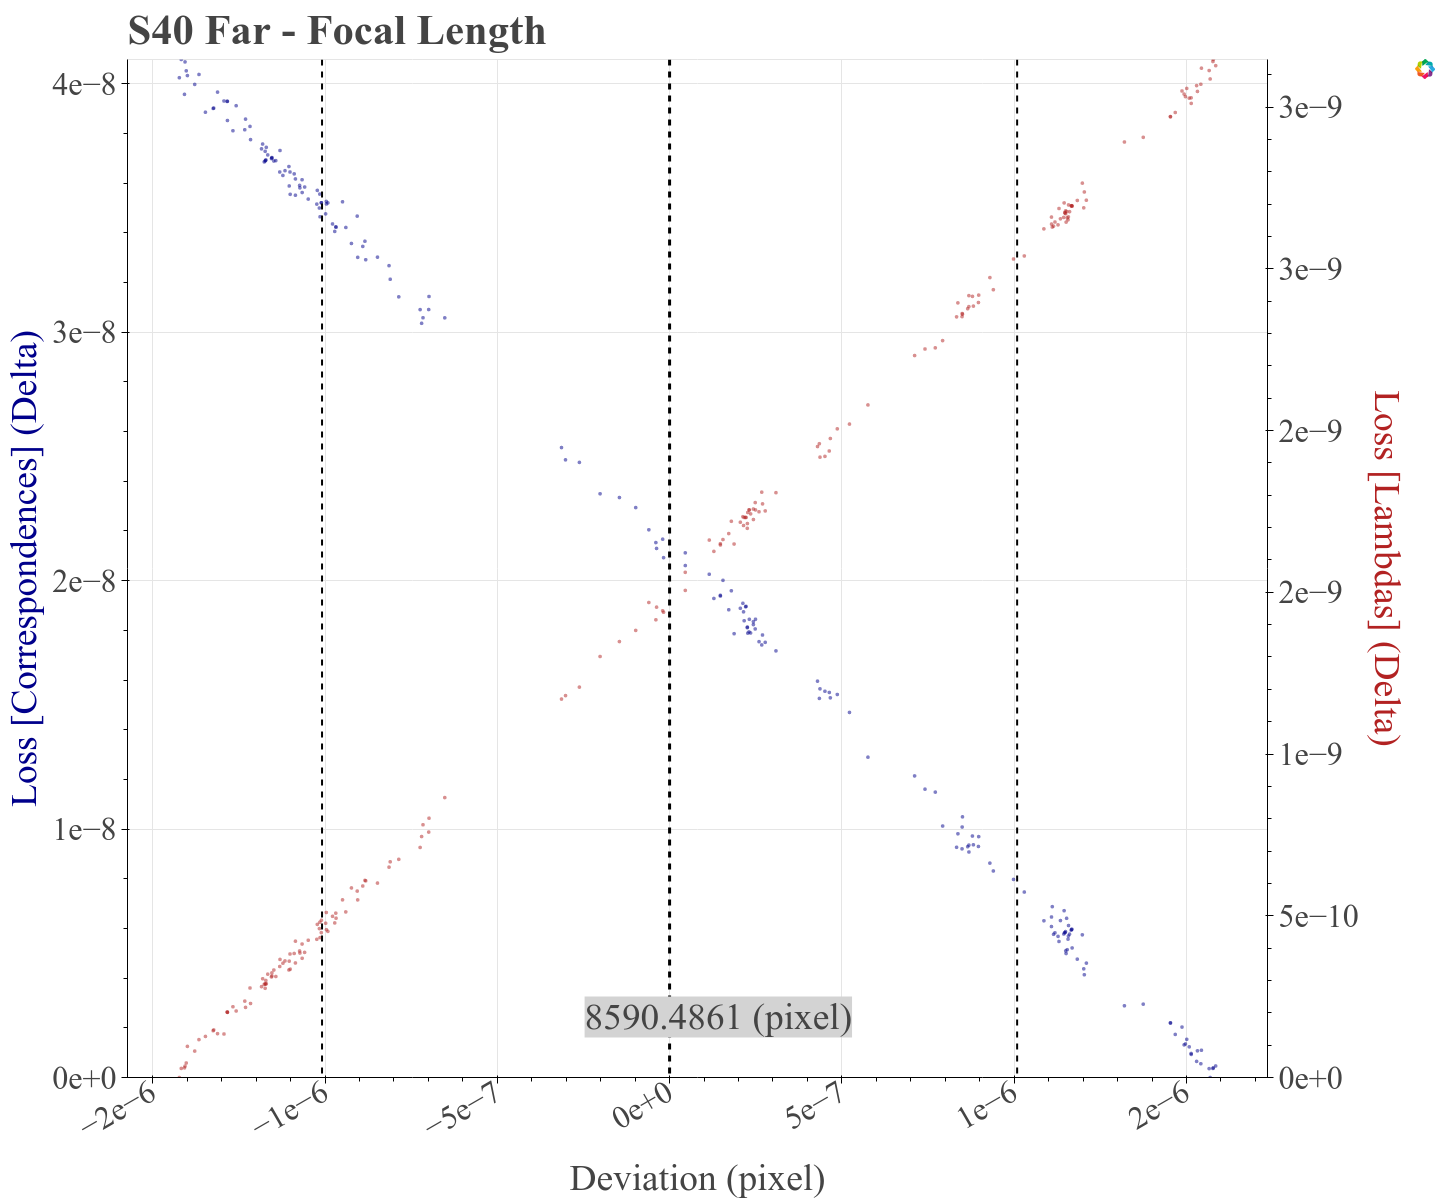 S40 Far - Focal Length
4e−8
3e−8
2e−8
1e−8
0e+0
Loss [Correspondences] (Delta)
3e−9
3e−9
2e−9
2e−9
1e−9
5e−10
0e+0
Loss [Lambdas] (Delta)
8590.4861 (pixel)
−2e−6
−1e−6
−5e−7
0e+0
5e−7
1e−6
2e−6
Deviation (pixel)